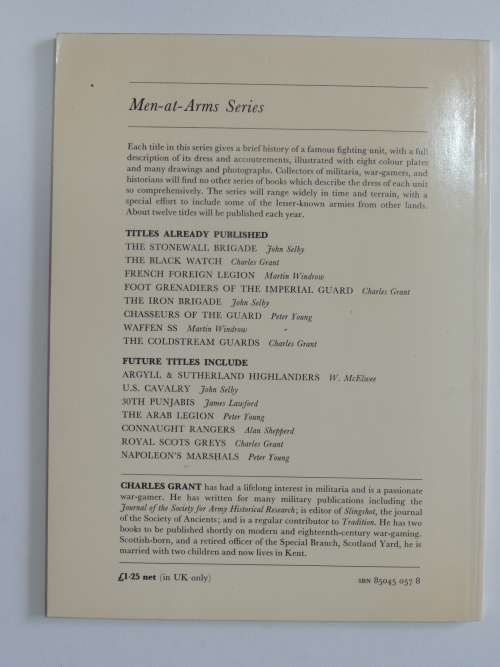 Men-at-Arms Series
Each title in this series gives a brief history of a famous fighting unit, with a full
description of its dress and accoutrements, illustrated with eight colour plates
and many drawings and photographs. Collectors of militaria, war-gamers, and
historians will find no other series of books which describe the dress of each unit
so comprehensively. The series will range widely in time and terrain, with a
special effort to include some of the lesser-known armies from other lands.
About twelve titles will be published each year.
TITLES ALREADY PUBLISHED
THE STONEWALL BRIGADE John Selby
THE BLACK WATCH Charles Grant
FRENCH FOREIGN LEGION Martin Windrow
FOOT GRENADIERS OF THE IMPERIAL GUARD Charles Grant
THE IRON BRIGADE John Selby
CHASSEURS OF THE GUARD Peter Young
WAFFEN SS Martin Windrow
THE COLDSTREAM GUARDS Charles Grant
FUTURE TITLES INCLUDE
ARGYLL & SUTHERLAND HIGHLANDERS W. McElwee
U.S. CAVALRY John Selby
30TH PUNJABIS James Lawford
THE ARAB LEGION Peter Young
CONNAUGHT RANGERS Alan Shepperd
ROYAL SCOTS GREYS Charles Grant
NAPOLEON'S MARSHALS Peter Young
CHARLES GRANT has had a lifelong interest in militaria and is a passionate
war-gamer. He has written for many military publications including the
Journal of the Society for Army Historical Research; is editor of Slingshot, the journal
of the Society of Ancients; and is a regular contributor to Tradition. He has two
books to be published shortly on modern and eighteenth-century war-gaming.
Scottish-born, and a retired officer of the Special Branch, Scotland Yard, he is
married with two children and now lives in Kent.
£1·25 net (in UK only)
ISBN 85045 057 8